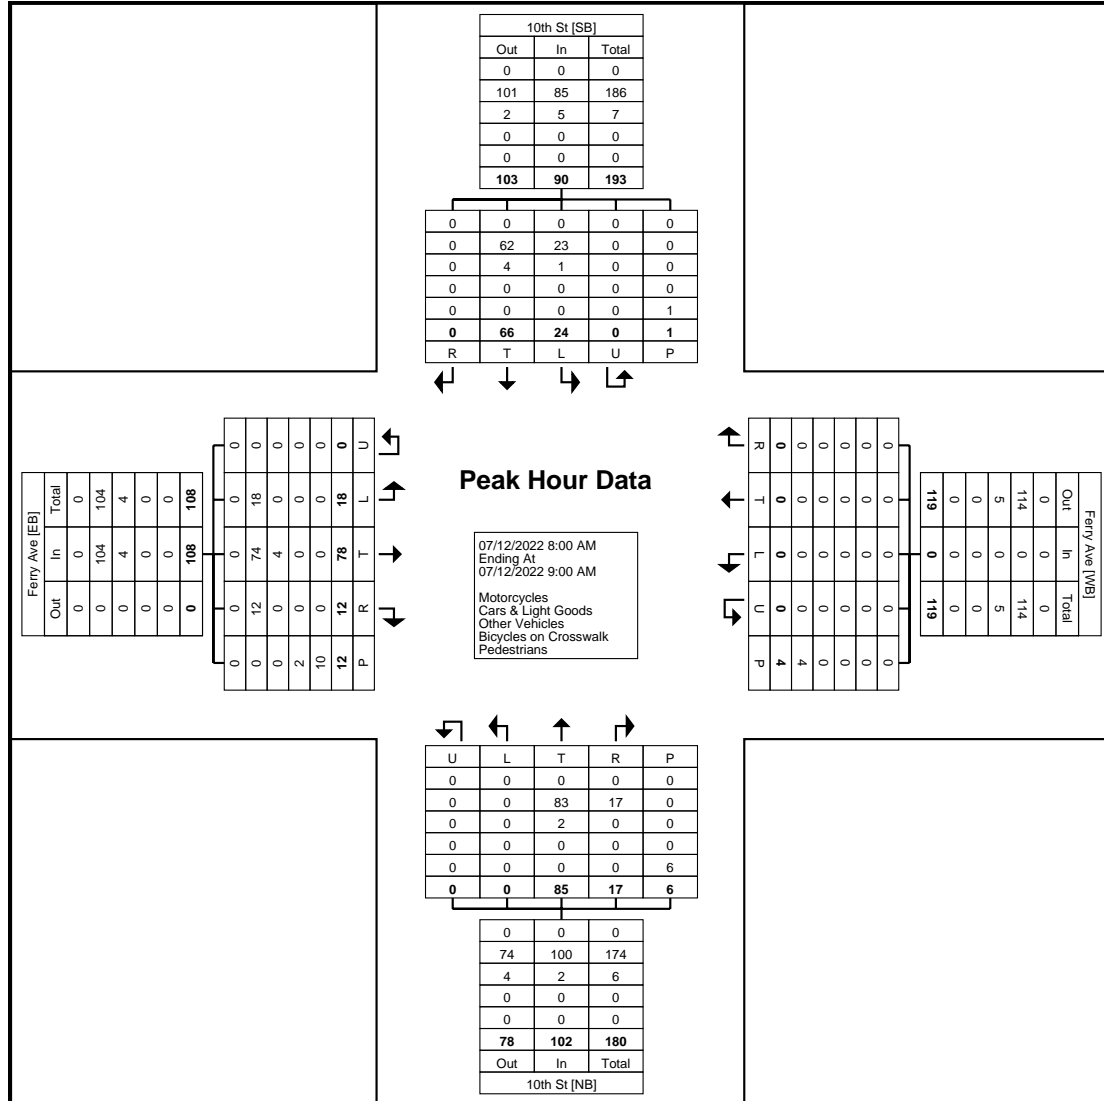 10th St [SB]
Out In Total
0 0 0
101 85 186
2 5 7
0 0 0
0 0 0
103 90 193
0 0 0 0 0
0 62 23 0 0
0 4 1 0 0
0 0 0 0 0
0 0 0 0 1
0 66 24 0 1
R T L U P
Ferry Ave [EB]
Total 0 104 4 0 0 108
In 0 104 4 0 0 108
Out 0 0 0 0 0 0
0 0 0 0 0 0 U
0 18 0 0 0 18 L
0 74 4 0 0 78 T
0 12 0 0 0 12 R
0 0 0 2 10 12 P
Peak Hour Data
07/12/2022 8:00 AM
Ending At
07/12/2022 9:00 AM
Motorcycles
Cars & Light Goods
Other Vehicles
Bicycles on Crosswalk
Pedestrians
R 0 0 0 0 0 0
T 0 0 0 0 0 0
L 0 0 0 0 0 0
U 0 0 0 0 0 0
P 4 4 0 0 0 0
119 0 0 5 114 0 Out
0 0 0 0 0 0 In
119 0 0 5 114 0 Total
Ferry Ave [WB]
U L T R P
0 0 0 0 0
0 0 83 17 0
0 0 2 0 0
0 0 0 0 0
0 0 0 0 6
0 0 85 17 6
0 0 0
74 100 174
4 2 6
0 0 0
0 0 0
78 102 180
Out In Total
10th St [NB]